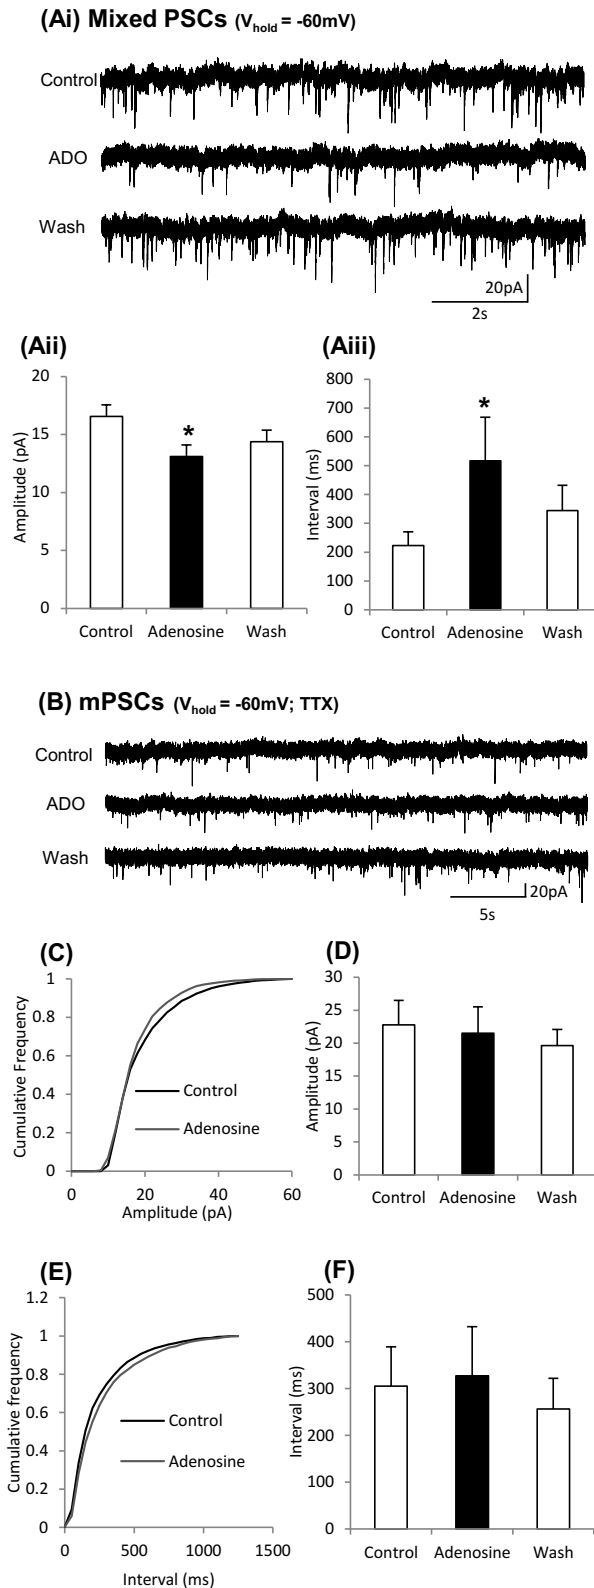 (Ai) Mixed PSCs (Vhold = -60mV)
Control
ADO
Wash
20pA
2s
(Aii)
20
15
10
5
0
Amplitude (pA)
*
Control Adenosine Wash
(Aiii)
800
700
600
500
400
300
200
100
0
Interval (ms)
*
Control Adenosine Wash
(B) mPSCs (Vhold = -60mV; TTX)
Control
ADO
Wash
20pA
5s
(C)
1
0.8
0.6
0.4
0.2
0
Cumulative Frequency
Control
Adenosine
0 20 40 60
Amplitude (pA)
(D)
30
25
20
15
10
5
0
Amplitude (pA)
Control Adenosine Wash
(E)
1.2
1
0.8
0.6
0.4
0.2
0
Cumulative frequency
Control
Adenosine
0 500 1000 1500
Interval (ms)
(F)
500
400
300
200
100
0
Interval (ms)
Control Adenosine Wash